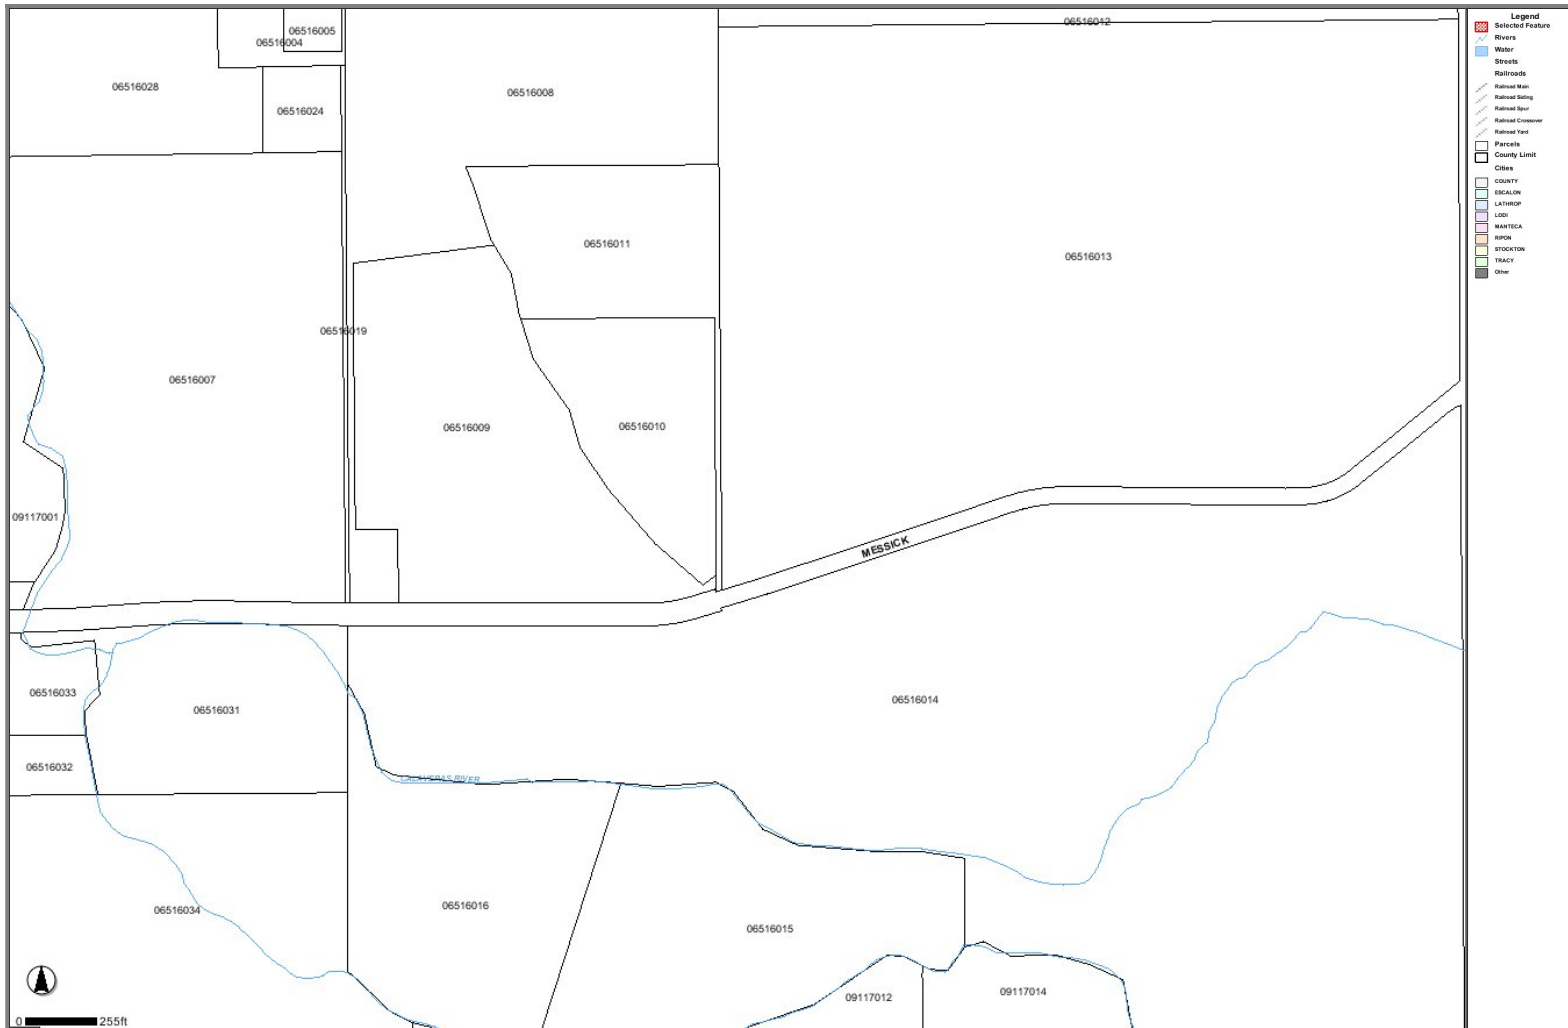 06516005
06516004
06516028
06516024
06516008
06516012
06516011
06516013
06516019
06516007
06516009
06516010
09117001
MESSICK
06516033
06516031
06516014
06516032
CALAVERAS RIVER
06516016
06516034
06516015
09117012
09117014
0 255ft
Legend
Selected Feature
Rivers
Water
Streets
Railroads
Railroad Main
Railroad Siding
Railroad Spur
Railroad Crossover
Railroad Yard
Parcels
County Limit
Cities
COUNTY
ESCALON
LATHROP
LODI
MANTECA
RIPON
STOCKTON
TRACY
Other